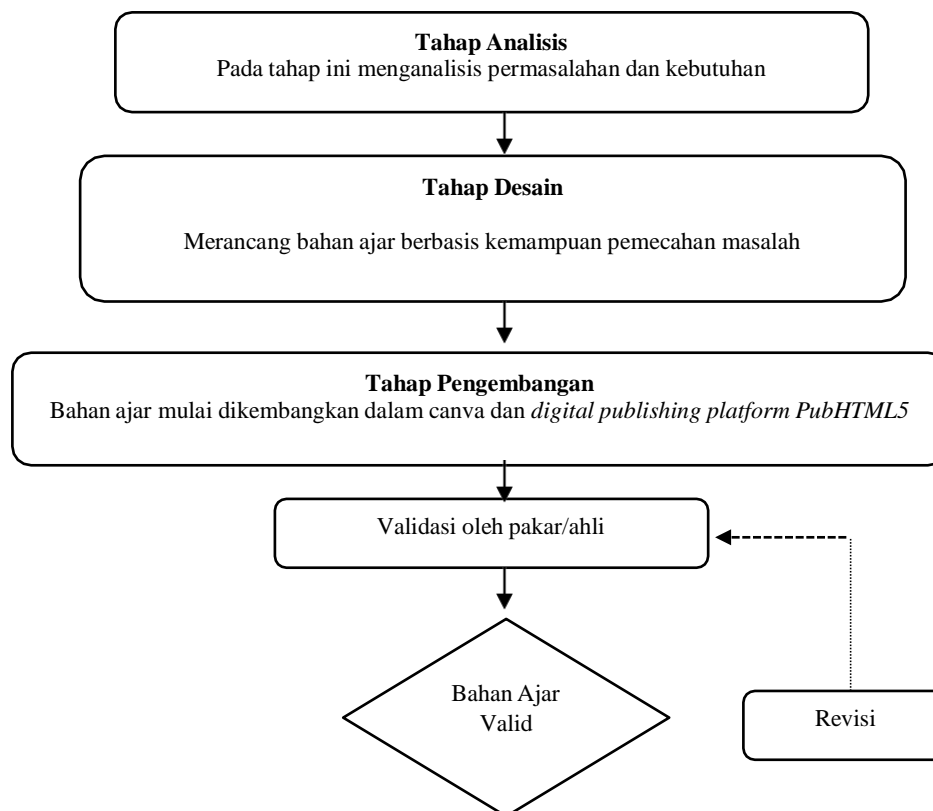 Tahap Analisis
Pada tahap ini menganalisis permasalahan dan kebutuhan
Tahap Desain
Merancang bahan ajar berbasis kemampuan pemecahan masalah
Tahap Pengembangan
Bahan ajar mulai dikembangkan dalam canva dan digital publishing platform PubHTML5
Validasi oleh pakar/ahli
Bahan Ajar
Valid
Revisi